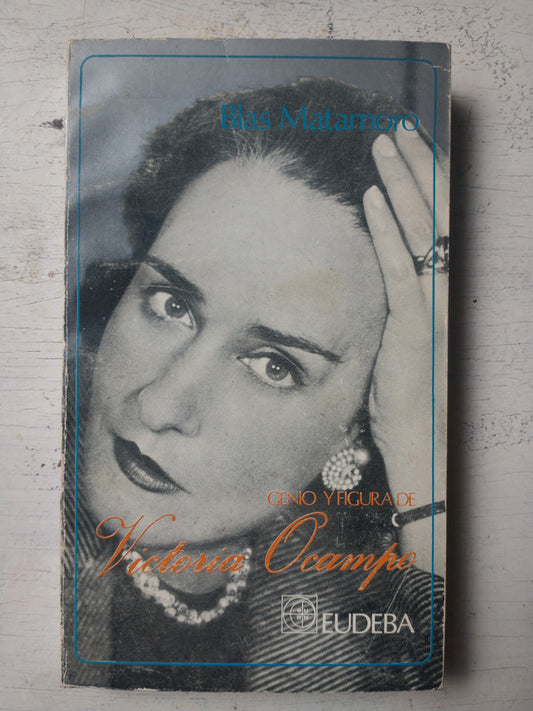 Blas Matamoro
GENIO Y FIGURA DE
Victoria Ocampo
EUDEBA